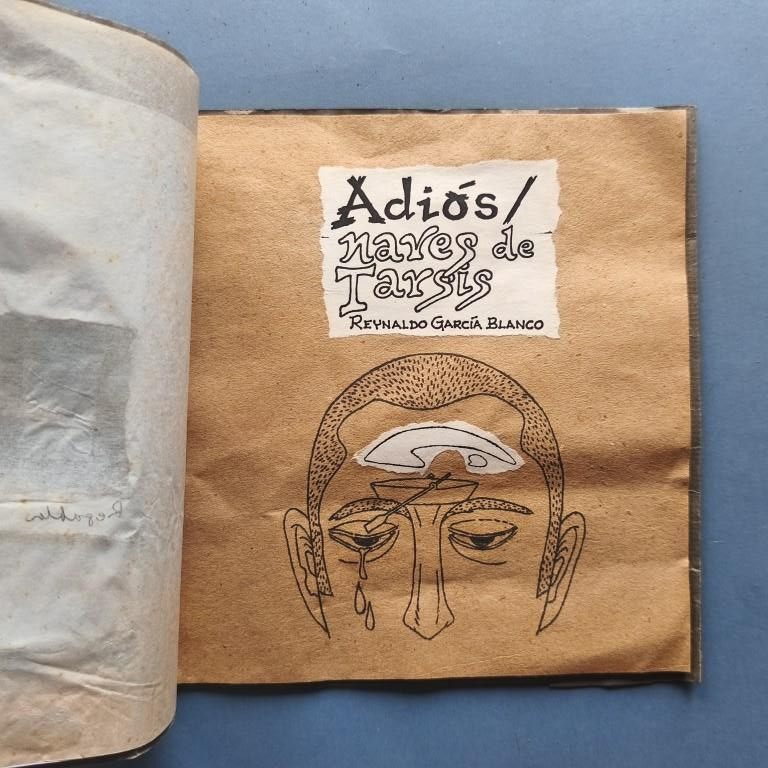 Adiós/
naves de
Tarsis
REYNALDO GARCÍA BLANCO